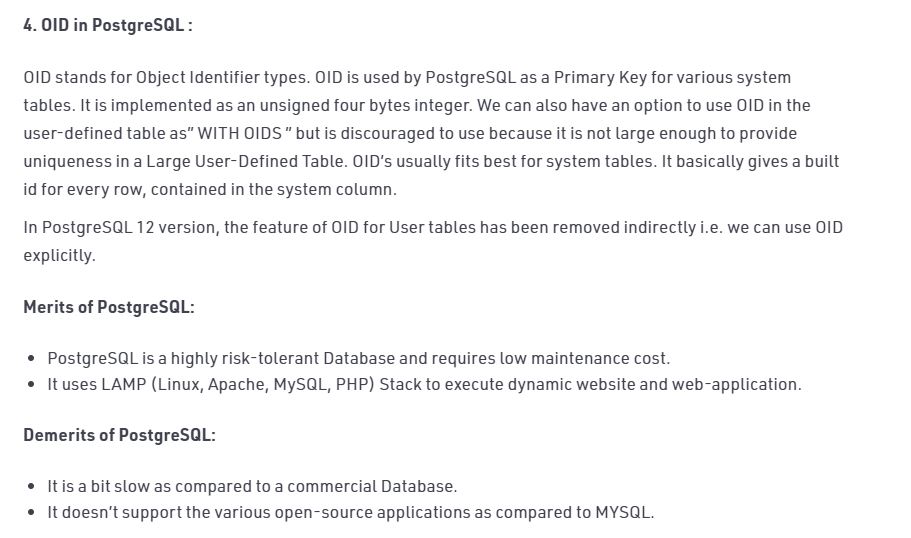 4. OID in PostgreSQL :
OID stands for Object Identifier types. OID is used by PostgreSQL as a Primary Key for various system
tables. It is implemented as an unsigned four bytes integer. We can also have an option to use OID in the
user-defined table as” WITH OIDS ” but is discouraged to use because it is not large enough to provide
uniqueness in a Large User-Defined Table. OID’s usually fits best for system tables. It basically gives a built
id for every row, contained in the system column.
In PostgreSQL 12 version, the feature of OID for User tables has been removed indirectly i.e. we can use OID
explicitly.
Merits of PostgreSQL:
• PostgreSQL is a highly risk-tolerant Database and requires low maintenance cost.
• It uses LAMP (Linux, Apache, MySQL, PHP) Stack to execute dynamic website and web-application.
Demerits of PostgreSQL:
• It is a bit slow as compared to a commercial Database.
• It doesn’t support the various open-source applications as compared to MYSQL.